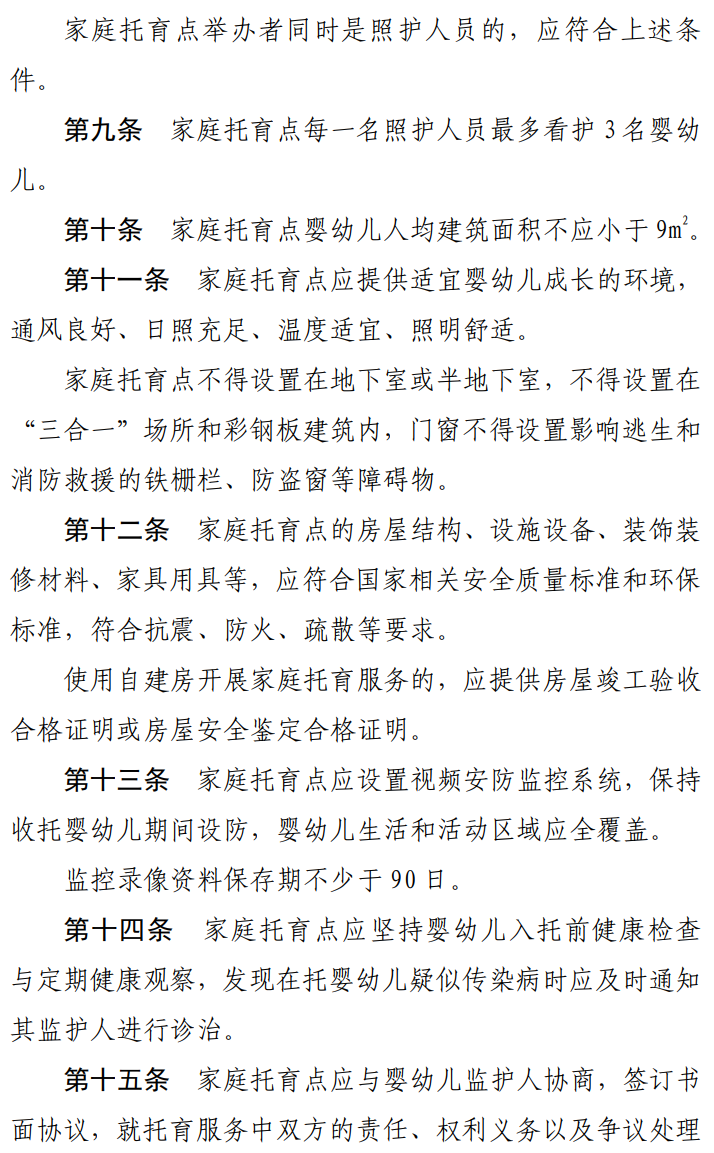 家庭托育点举办者同时是照护人员的，应符合上述条
件。
第九条　家庭托育点每一名照护人员最多看护 3 名婴幼
儿。
第十条　家庭托育点婴幼儿人均建筑面积不应小于 9m²。
第十一条　家庭托育点应提供适宜婴幼儿成长的环境，
通风良好、日照充足、温度适宜、照明舒适。
家庭托育点不得设置在地下室或半地下室，不得设置在
“三合一”场所和彩钢板建筑内，门窗不得设置影响逃生和
消防救援的铁栅栏、防盗窗等障碍物。
第十二条　家庭托育点的房屋结构、设施设备、装饰装
修材料、家具用具等，应符合国家相关安全质量标准和环保
标准，符合抗震、防火、疏散等要求。
使用自建房开展家庭托育服务的，应提供房屋竣工验收
合格证明或房屋安全鉴定合格证明。
第十三条　家庭托育点应设置视频安防监控系统，保持
收托婴幼儿期间设防，婴幼儿生活和活动区域应全覆盖。
监控录像资料保存期不少于 90 日。
第十四条　家庭托育点应坚持婴幼儿入托前健康检查
与定期健康观察，发现在托婴幼儿疑似传染病时应及时通知
其监护人进行诊治。
第十五条　家庭托育点应与婴幼儿监护人协商，签订书
面协议，就托育服务中双方的责任、权利义务以及争议处理